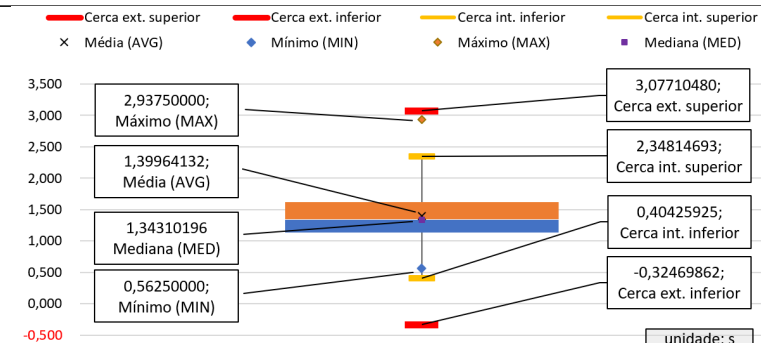 Cerca ext. superior
Cerca ext. inferior
Cerca int. inferior
Cerca int. superior
Média (AVG)
Mínimo (MIN)
Máximo (MAX)
Mediana (MED)
3,500
3,000
2,500
2,000
1,500
1,000
0,500
0,000
-0,500
2,93750000;
Máximo (MAX)
1,39964132;
Média (AVG)
1,34310196
Mediana (MED)
0,56250000;
Mínimo (MIN)
3,07710480;
Cerca ext. superior
2,34814693;
Cerca int. superior
0,40425925;
Cerca int. inferior
-0,32469862;
Cerca ext. inferior
unidade: s